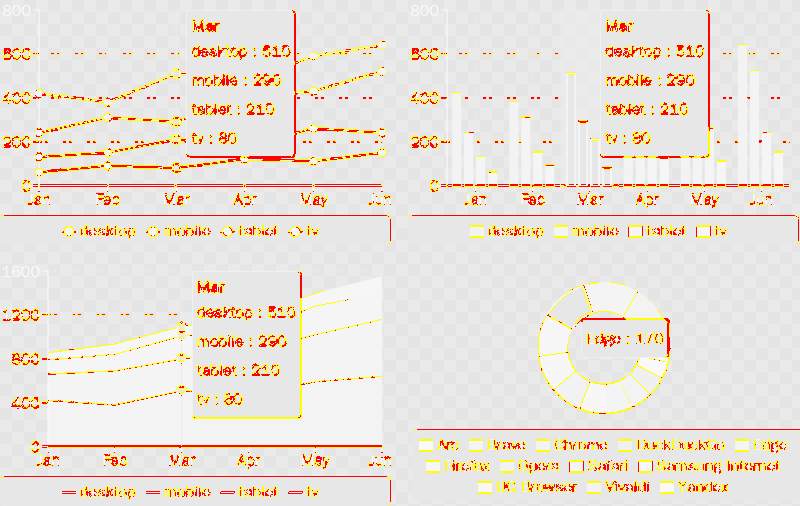 800
600
400
200
0
Jan Feb Mar Apr May Jun
Mar
desktop : 510
mobile : 290
tablet : 210
tv : 80
desktop mobile tablet tv
800
600
400
200
0
Jan Feb Mar Apr May Jun
Mar
desktop : 510
mobile : 290
tablet : 210
tv : 80
desktop mobile tablet tv
1600
1200
800
400
0
Jan Feb Mar Apr May Jun
Mar
desktop : 510
mobile : 290
tablet : 210
tv : 80
desktop mobile tablet tv
Edge : 170
Arc Brave Chrome DuckDuckGo Edge
Firefox Opera Safari Samsung Internet
UC Browser Vivaldi Yandex